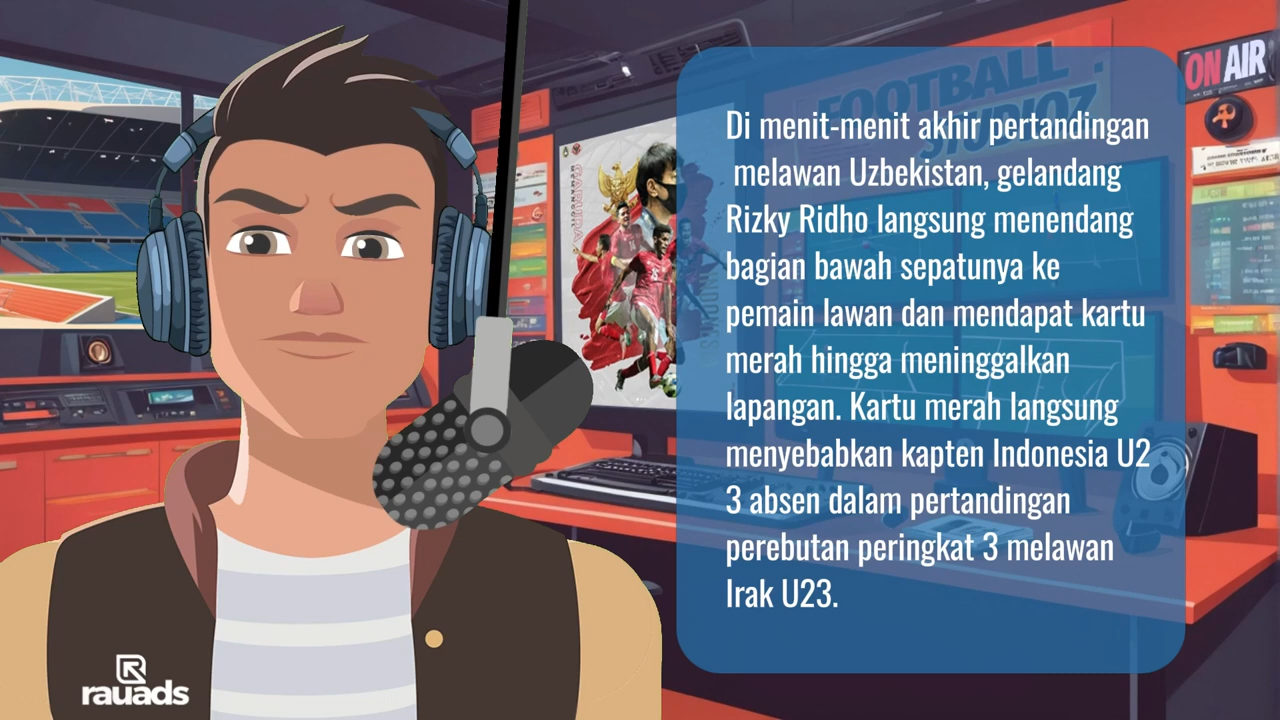 ON AIR
FOOTBALL
STUDIOZ
Di menit-menit akhir pertandingan
melawan Uzbekistan, gelandang
Rizky Ridho langsung menendang
bagian bawah sepatunya ke
pemain lawan dan mendapat kartu
merah hingga meninggalkan
lapangan. Kartu merah langsung
menyebabkan kapten Indonesia U2
3 absen dalam pertandingan
perebutan peringkat 3 melawan
Irak U23.
rauads